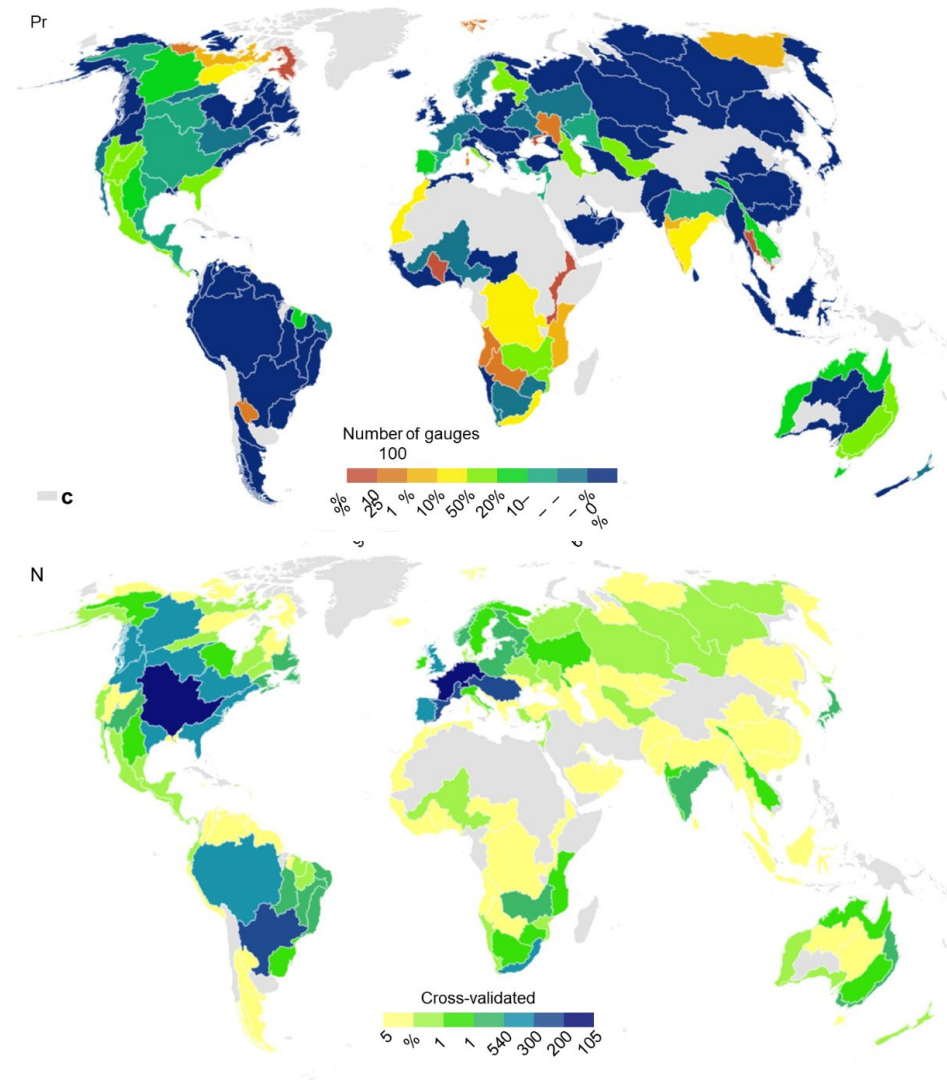 Pr
Number of gauges
100
% 10 25 1 % 10% 50% 20% 10– – – – 0% %
c
N
Cross-validated
5 % 1 1 540 300 200 105